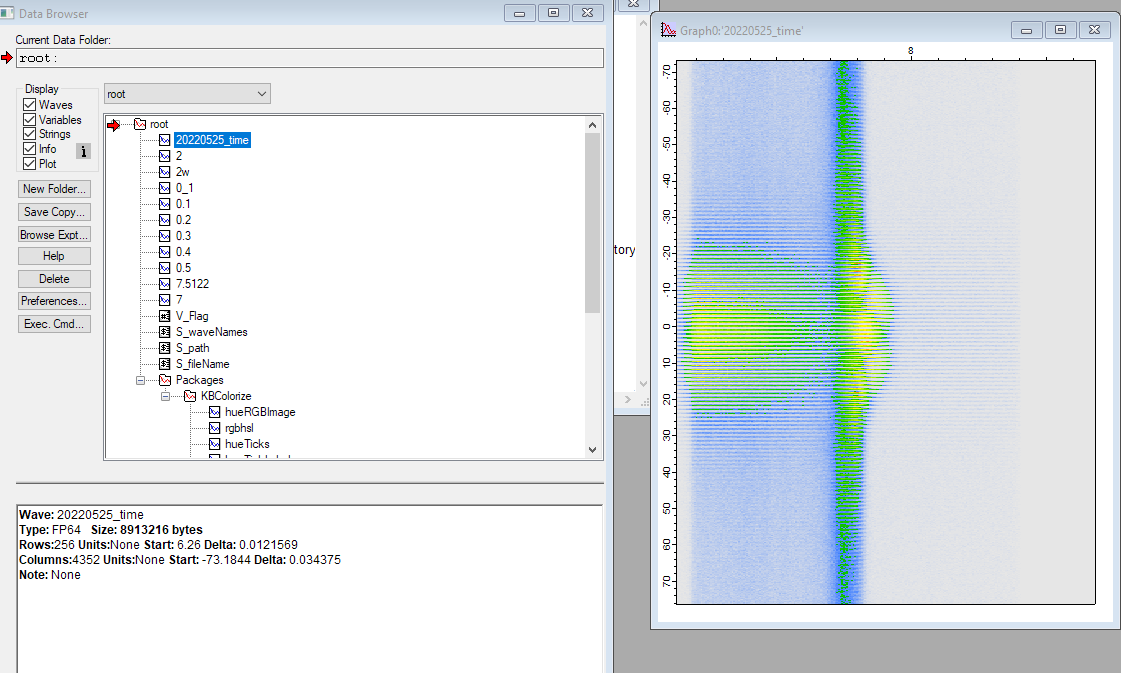 Data Browser
Current Data Folder:
root:
Display
Waves
Variables
Strings
Info
i
Plot
New Folder...
Save Copy...
Browse Expt...
Help
Delete
Preferences...
Exec. Cmd...
root
root
20220525_time
2
2w
0_1
0.1
0.2
0.3
0.4
0.5
7.5122
7
V_Flag
S_waveNames
S_path
S_fileName
Packages
KBColorize
hueRGBImage
rgbhsl
hueTicks
Wave: 20220525_time
Type: FP64 Size: 8913216 bytes
Rows:256 Units:None Start: 6.26 Delta: 0.0121569
Columns:4352 Units:None Start: -73.1844 Delta: 0.034375
Note: None
tory
Graph0:'20220525_time'
8
-70
-60
-50
-40
-30
-20
-10
0
10
20
30
40
50
60
70